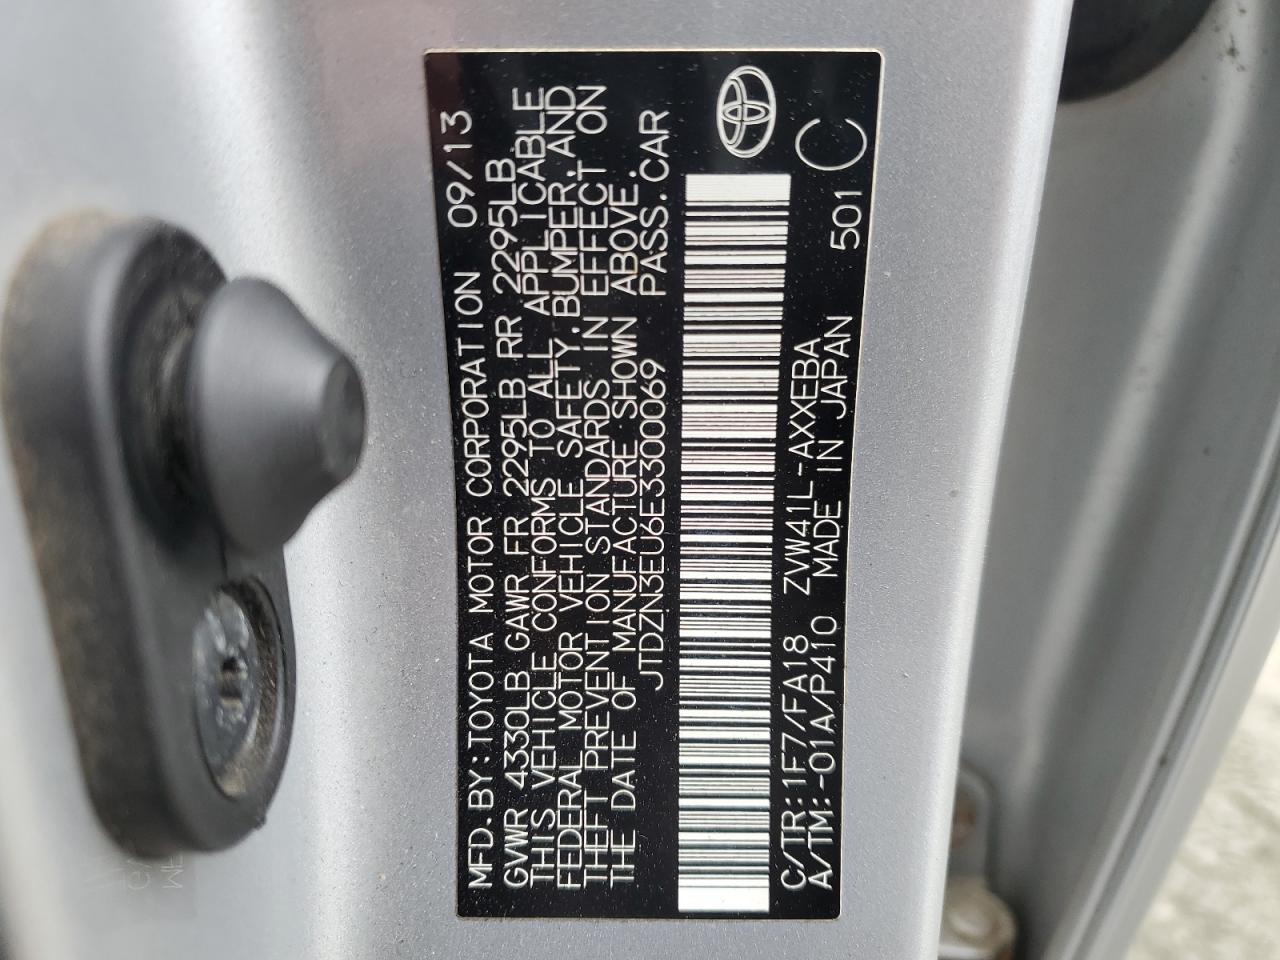 MFD.BY:TOYOTA MOTOR CORPORATION 09/13
GVWR 4330LB GAWR FR 2295LB RR 2295LB
THIS VEHICLE CONFORMS TO ALL APPLICABLE
FEDERAL MOTOR VEHICLE SAFETY,BUMPER,AND
THEFT PREVENTION STANDARDS IN EFFECT ON
THE DATE OF MANUFACTURE SHOWN ABOVE.
JTDZN3EU6E3300069 PASS.CAR
C/TR:1F7/FA18 ZVW41L-AXXEBA 501
A/TM:-01A/P410 MADE IN JAPAN
C